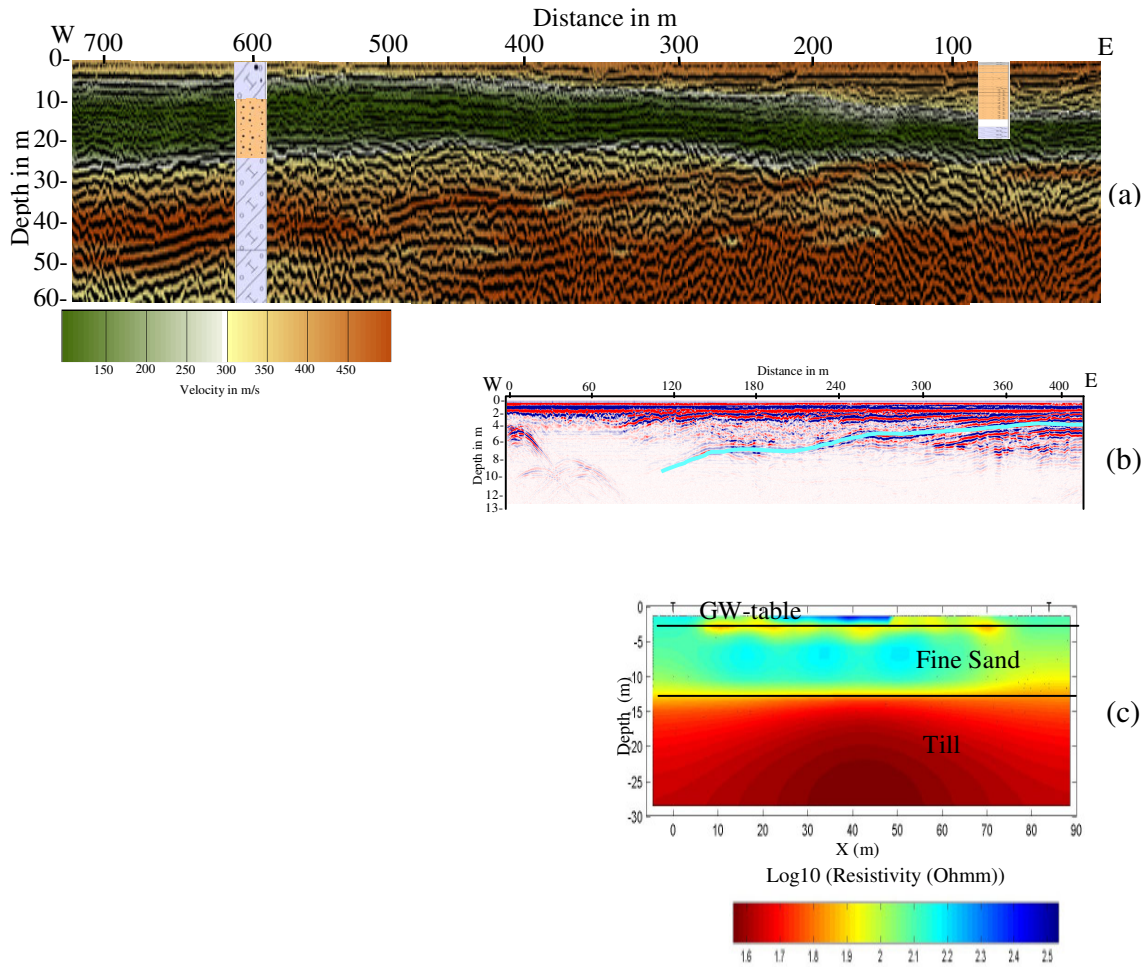 Distance in m
W 700 600 500 400 300 200 100 E
0-
10-
20-
30-
40-
50-
60-
Depth in m
(a)
150 200 250 300 350 400 450
Velocity in m/s
Distance in m
W 0 60 120 180 240 300 360 400 E
0-
2-
4-
6-
8-
10-
12-
13-
Depth in m
(b)
GW-table
Fine Sand
Till
0
-5
-10
-15
-20
-25
-30
Depth (m)
(c)
0 10 20 30 40 50 60 70 80 90
X (m)
Log10 (Resistivity (Ohmm))
1.6 1.7 1.8 1.9 2 2.1 2.2 2.3 2.4 2.5